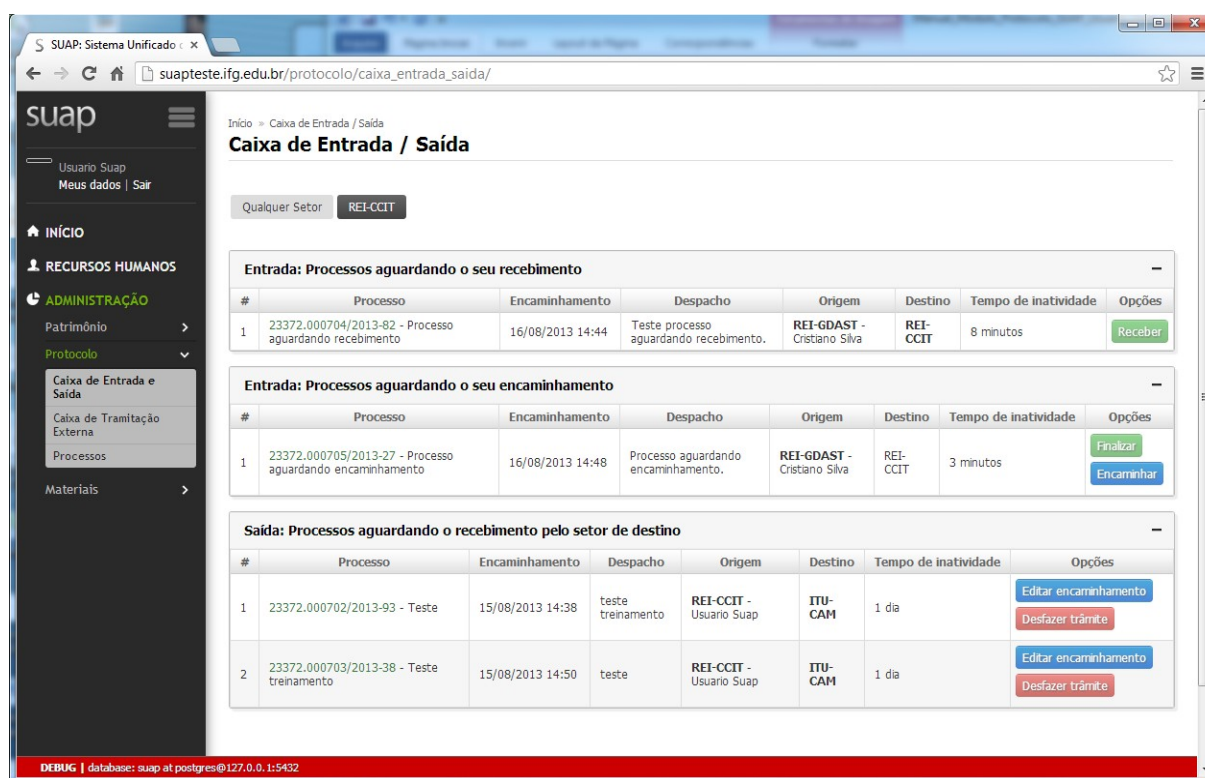 SUAP: Sistema Unificado
suapteste.ifg.edu.br/protocolo/caixa_entrada_saida/
suap
Usuario Suap
Meus dados | Sair
INÍCIO
RECURSOS HUMANOS
ADMINISTRAÇÃO
Patrimônio
Protocolo
Caixa de Entrada e
Saída
Caixa de Tramitação
Externa
Processos
Materiais
Início » Caixa de Entrada / Saída
Caixa de Entrada / Saída
Qualquer Setor REI-CCIT
Entrada: Processos aguardando o seu recebimento
# Processo Encaminhamento Despacho Origem Destino Tempo de inatividade Opções
1 23372.000704/2013-82 - Processo aguardando recebimento 16/08/2013 14:44 Teste processo aguardando recebimento. REI-GDAST - Cristiano Silva REI-CCIT 8 minutos Receber
Entrada: Processos aguardando o seu encaminhamento
# Processo Encaminhamento Despacho Origem Destino Tempo de inatividade Opções
1 23372.000705/2013-27 - Processo aguardando encaminhamento 16/08/2013 14:48 Processo aguardando encaminhamento. REI-GDAST - Cristiano Silva REI-CCIT 3 minutos Finalizar Encaminhar
Saída: Processos aguardando o recebimento pelo setor de destino
# Processo Encaminhamento Despacho Origem Destino Tempo de inatividade Opções
1 23372.000702/2013-93 - Teste 15/08/2013 14:38 teste treinamento REI-CCIT - Usuario Suap ITU-CAM 1 dia Editar encaminhamento Desfazer trâmite
2 23372.000703/2013-38 - Teste treinamento 15/08/2013 14:50 teste REI-CCIT - Usuario Suap ITU-CAM 1 dia Editar encaminhamento Desfazer trâmite
DEBUG | database: suap at postgres@127.0.0.1:5432